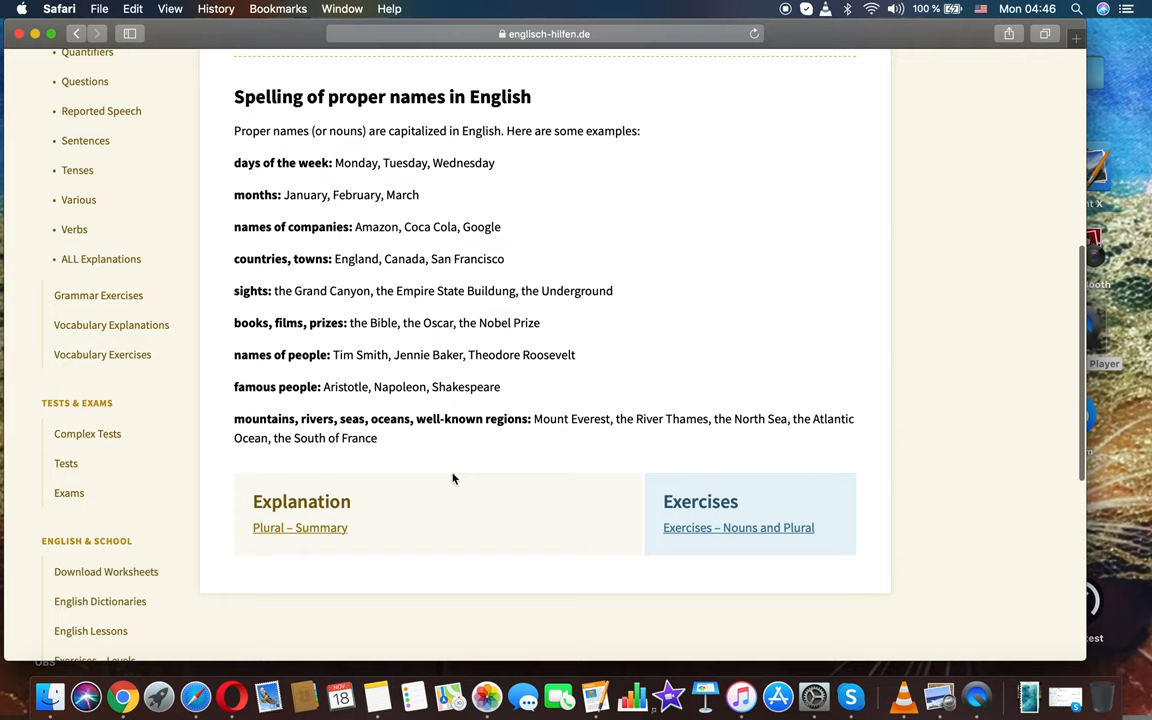 Safari File Edit View History Bookmarks Window Help 100 % Mon 04:46
englisch-hilfen.de
Quantifiers
Questions
Reported Speech
Sentences
Tenses
Various
Verbs
ALL Explanations
Grammar Exercises
Vocabulary Explanations
Vocabulary Exercises
TESTS & EXAMS
Complex Tests
Tests
Exams
ENGLISH & SCHOOL
Download Worksheets
English Dictionaries
English Lessons
Exercises – Levels
Spelling of proper names in English
Proper names (or nouns) are capitalized in English. Here are some examples:
days of the week: Monday, Tuesday, Wednesday
months: January, February, March
names of companies: Amazon, Coca Cola, Google
countries, towns: England, Canada, San Francisco
sights: the Grand Canyon, the Empire State Buildung, the Underground
books, films, prizes: the Bible, the Oscar, the Nobel Prize
names of people: Tim Smith, Jennie Baker, Theodore Roosevelt
famous people: Aristotle, Napoleon, Shakespeare
mountains, rivers, seas, oceans, well-known regions: Mount Everest, the River Thames, the North Sea, the Atlantic
Ocean, the South of France
Explanation
Plural – Summary
Exercises
Exercises – Nouns and Plural
Player
OBS
NOV
18